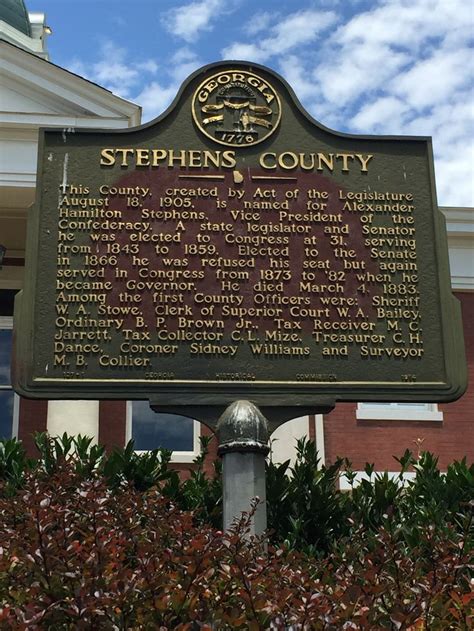 GEORGIA
1776
STEPHENS COUNTY
This County, created by Act of the Legislature
August 18, 1905, is named for Alexander
Hamilton Stephens, Vice President of the
Confederacy. A state legislator and Senator
he was elected to Congress at 31, serving
from 1843 to 1859. Elected to the Senate
in 1866 he was refused his seat but again
served in Congress from 1873 to '82 when he
became Governor. He died March 4, 1883.
Among the first County Officers were: Sheriff
W. A. Stowe, Clerk of Superior Court W. A. Bailey,
Ordinary B. P. Brown Jr., Tax Receiver M. C.
Jarrett, Tax Collector C. L. Mize, Treasurer C. H.
Dance, Coroner Sidney Williams and Surveyor
M. B. Collier.
GEORGIA HISTORICAL COMMISSION